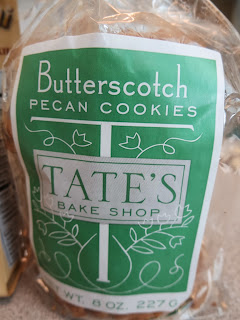 Butterscotch
PECAN COOKIES
TATE'S
BAKE SHOP
WT. 8 OZ. 227 G